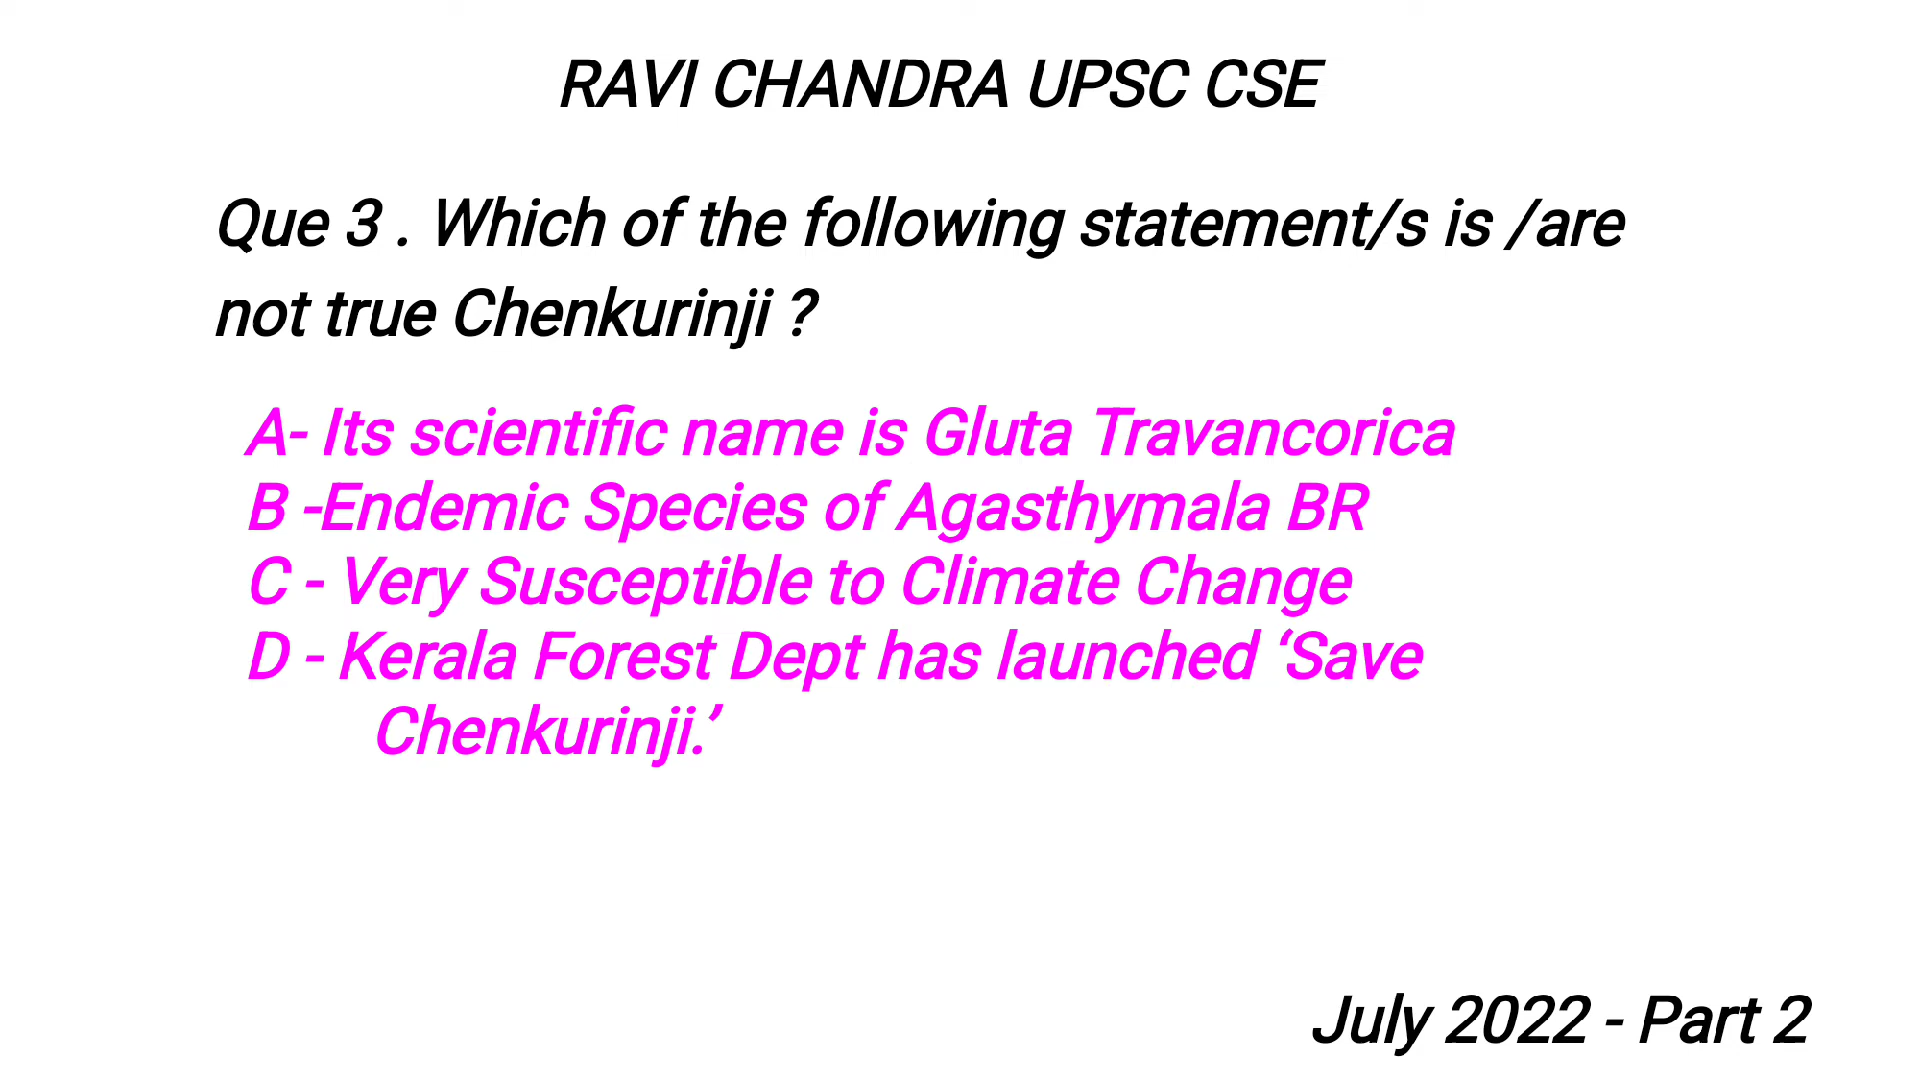 RAVI CHANDRA UPSC CSE
Que 3 . Which of the following statement/s is /are
not true Chenkurinji ?
A- Its scientific name is Gluta Travancorica
B -Endemic Species of Agasthymala BR
C - Very Susceptible to Climate Change
D - Kerala Forest Dept has launched ‘Save
Chenkurinji.’
July 2022 - Part 2